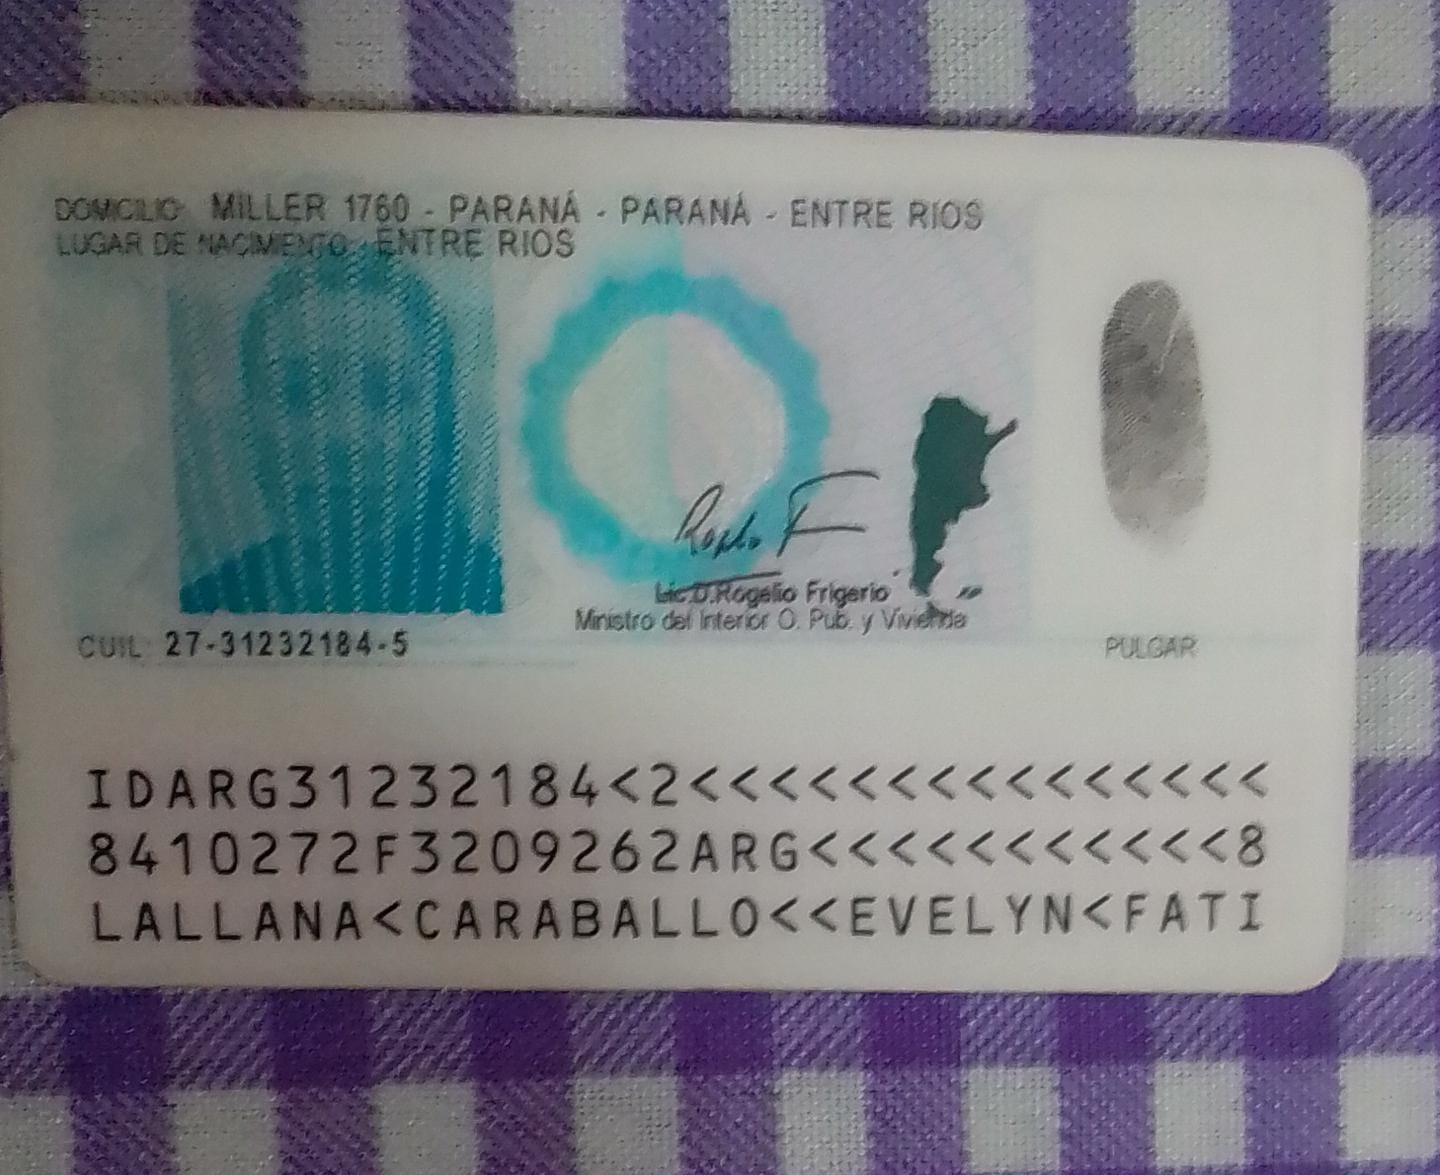 DOMICILIO: MILLER 1760 - PARANÁ - PARANÁ - ENTRE RIOS
LUGAR DE NACIMIENTO: ENTRE RIOS
Lic.D.Rogelio Frigerio
Ministro del Interior O. Pub. y Vivienda
CUIL: 27-31232184-5
PULGAR
IDARG31232184<2<<<<<<<<<<<<<<<
8410272F3209262ARG<<<<<<<<<<<8
LALLANA<CARABALLO<<EVELYN<FATI